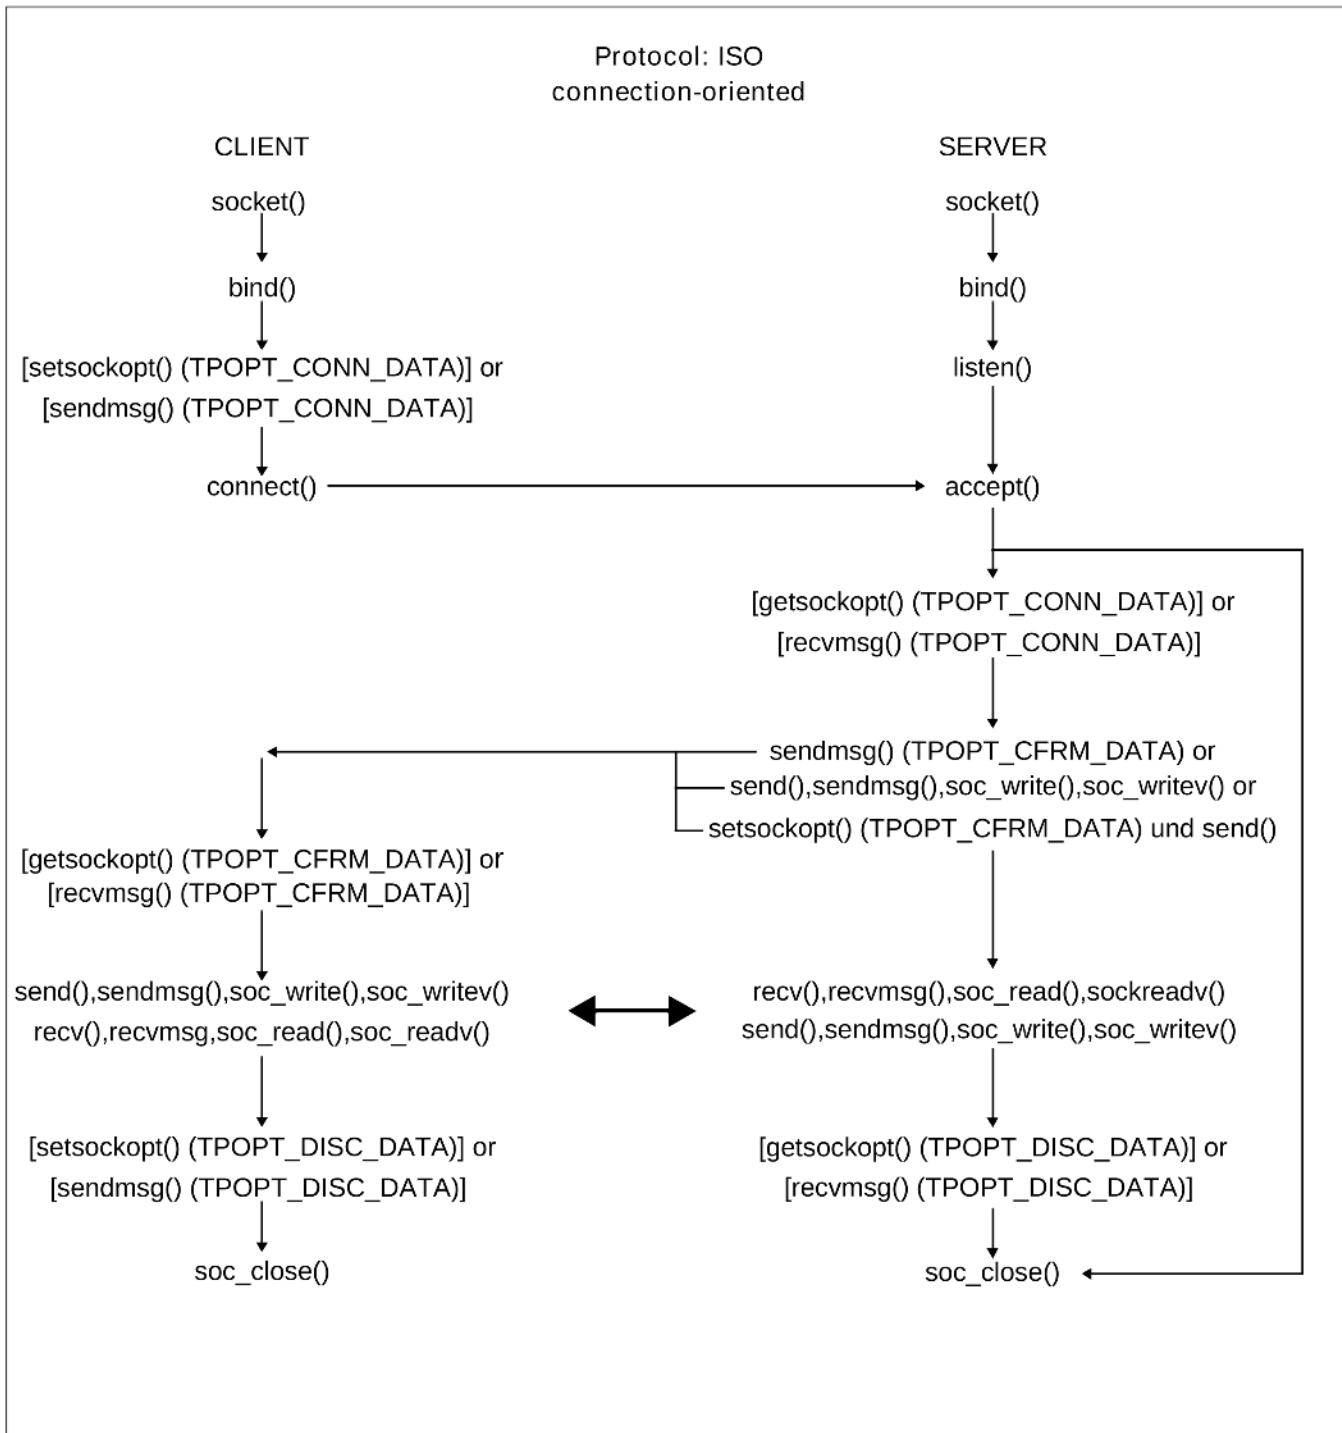 Protocol: ISO
connection-oriented
CLIENT
SERVER
socket()
socket()
bind()
bind()
[setsockopt() (TPOPT_CONN_DATA)] or
listen()
[sendmsg() (TPOPT_CONN_DATA)]
connect()
accept()
[getsockopt() (TPOPT_CONN_DATA)] or
[recvmsg() (TPOPT_CONN_DATA)]
sendmsg() (TPOPT_CFRM_DATA) or
send(),sendmsg(),soc_write(),soc_writev() or
setsockopt() (TPOPT_CFRM_DATA) und send()
[getsockopt() (TPOPT_CFRM_DATA)] or
[recvmsg() (TPOPT_CFRM_DATA)]
send(),sendmsg(),soc_write(),soc_writev()
recv(),recvmsg(),soc_read(),sockreadv()
recv(),recvmsg,soc_read(),soc_readv()
send(),sendmsg(),soc_write(),soc_writev()
[setsockopt() (TPOPT_DISC_DATA)] or
[getsockopt() (TPOPT_DISC_DATA)] or
[sendmsg() (TPOPT_DISC_DATA)]
[recvmsg() (TPOPT_DISC_DATA)]
soc_close()
soc_close()